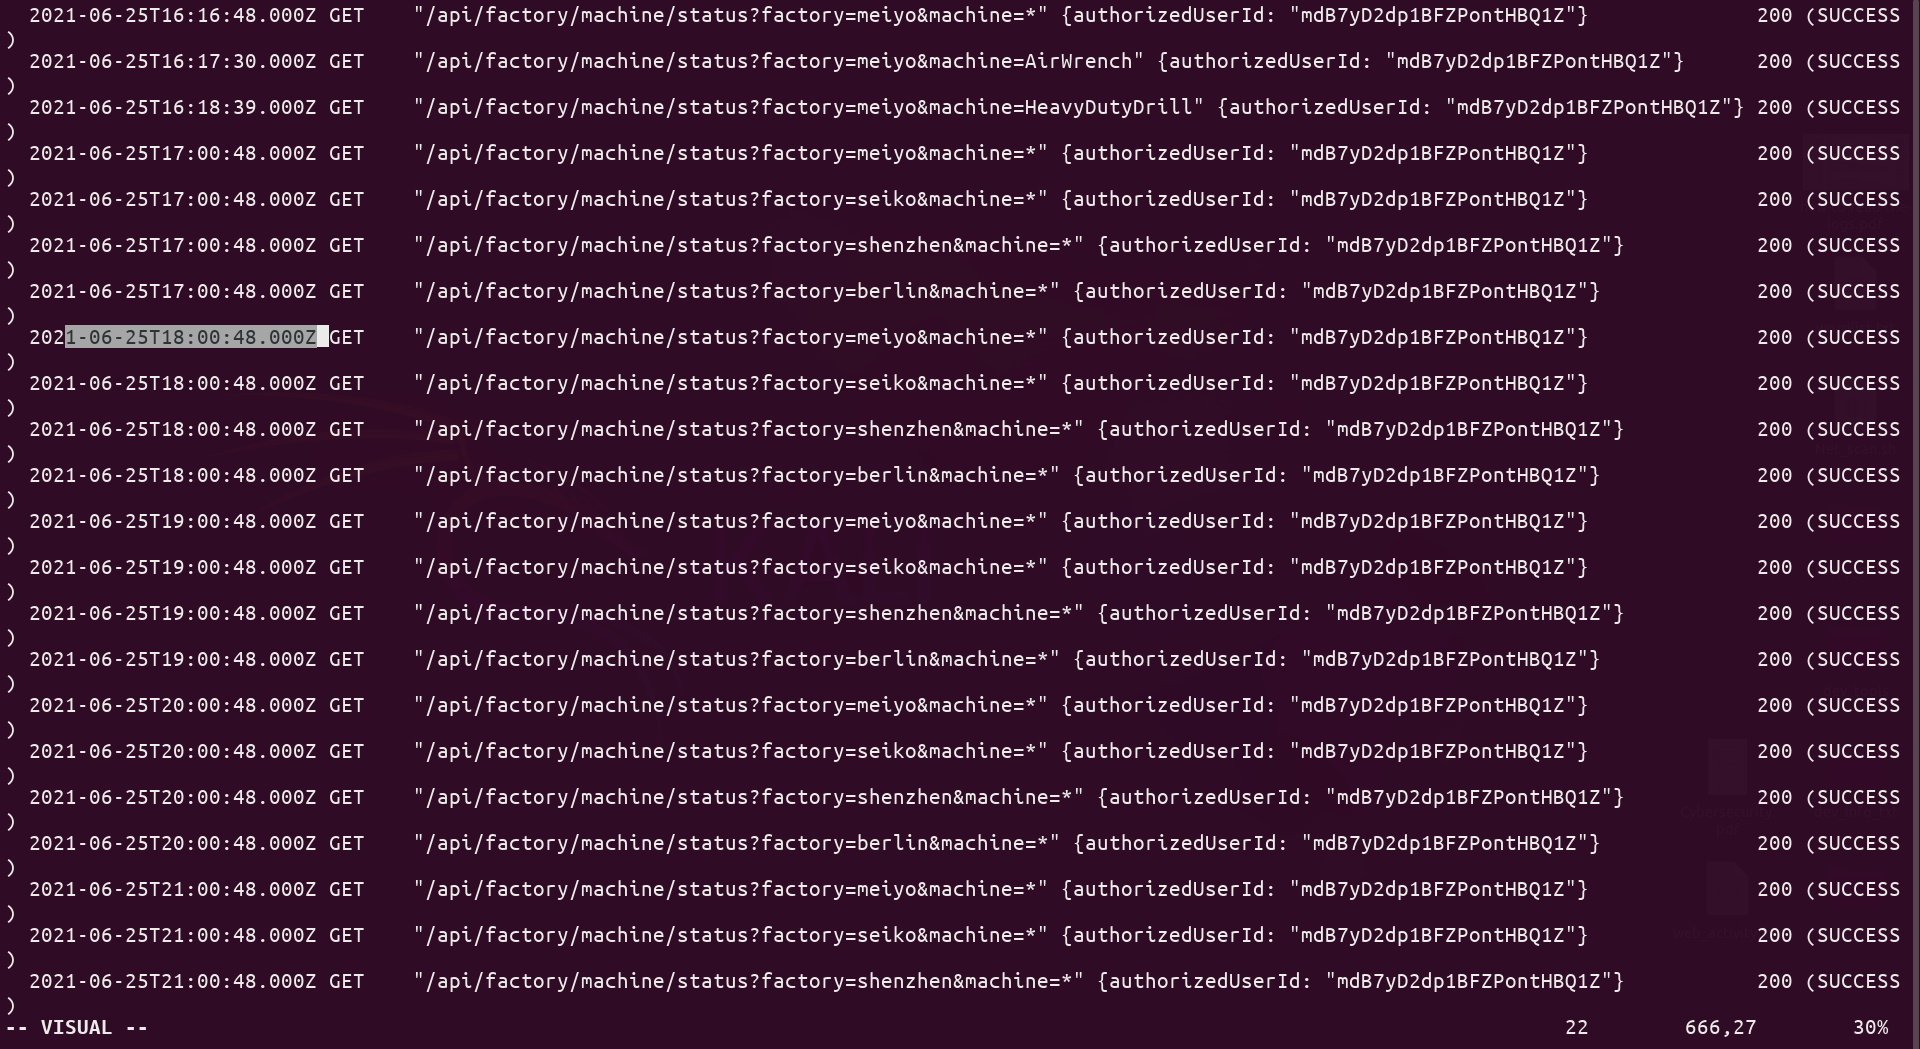 2021-06-25T16:16:48.000Z GET "/api/factory/machine/status?factory=meiyo&machine=*" {authorizedUserId: "mdB7yD2dp1BFZPontHBQ1Z"} 200 (SUCCESS
)
2021-06-25T16:17:30.000Z GET "/api/factory/machine/status?factory=meiyo&machine=AirWrench" {authorizedUserId: "mdB7yD2dp1BFZPontHBQ1Z"} 200 (SUCCESS
)
2021-06-25T16:18:39.000Z GET "/api/factory/machine/status?factory=meiyo&machine=HeavyDutyDrill" {authorizedUserId: "mdB7yD2dp1BFZPontHBQ1Z"} 200 (SUCCESS
)
2021-06-25T17:00:48.000Z GET "/api/factory/machine/status?factory=meiyo&machine=*" {authorizedUserId: "mdB7yD2dp1BFZPontHBQ1Z"} 200 (SUCCESS
)
2021-06-25T17:00:48.000Z GET "/api/factory/machine/status?factory=seiko&machine=*" {authorizedUserId: "mdB7yD2dp1BFZPontHBQ1Z"} 200 (SUCCESS
)
2021-06-25T17:00:48.000Z GET "/api/factory/machine/status?factory=shenzhen&machine=*" {authorizedUserId: "mdB7yD2dp1BFZPontHBQ1Z"} 200 (SUCCESS
)
2021-06-25T17:00:48.000Z GET "/api/factory/machine/status?factory=berlin&machine=*" {authorizedUserId: "mdB7yD2dp1BFZPontHBQ1Z"} 200 (SUCCESS
)
2021-06-25T18:00:48.000Z GET "/api/factory/machine/status?factory=meiyo&machine=*" {authorizedUserId: "mdB7yD2dp1BFZPontHBQ1Z"} 200 (SUCCESS
)
2021-06-25T18:00:48.000Z GET "/api/factory/machine/status?factory=seiko&machine=*" {authorizedUserId: "mdB7yD2dp1BFZPontHBQ1Z"} 200 (SUCCESS
)
2021-06-25T18:00:48.000Z GET "/api/factory/machine/status?factory=shenzhen&machine=*" {authorizedUserId: "mdB7yD2dp1BFZPontHBQ1Z"} 200 (SUCCESS
)
2021-06-25T18:00:48.000Z GET "/api/factory/machine/status?factory=berlin&machine=*" {authorizedUserId: "mdB7yD2dp1BFZPontHBQ1Z"} 200 (SUCCESS
)
2021-06-25T19:00:48.000Z GET "/api/factory/machine/status?factory=meiyo&machine=*" {authorizedUserId: "mdB7yD2dp1BFZPontHBQ1Z"} 200 (SUCCESS
)
2021-06-25T19:00:48.000Z GET "/api/factory/machine/status?factory=seiko&machine=*" {authorizedUserId: "mdB7yD2dp1BFZPontHBQ1Z"} 200 (SUCCESS
)
2021-06-25T19:00:48.000Z GET "/api/factory/machine/status?factory=shenzhen&machine=*" {authorizedUserId: "mdB7yD2dp1BFZPontHBQ1Z"} 200 (SUCCESS
)
2021-06-25T19:00:48.000Z GET "/api/factory/machine/status?factory=berlin&machine=*" {authorizedUserId: "mdB7yD2dp1BFZPontHBQ1Z"} 200 (SUCCESS
)
2021-06-25T20:00:48.000Z GET "/api/factory/machine/status?factory=meiyo&machine=*" {authorizedUserId: "mdB7yD2dp1BFZPontHBQ1Z"} 200 (SUCCESS
)
2021-06-25T20:00:48.000Z GET "/api/factory/machine/status?factory=seiko&machine=*" {authorizedUserId: "mdB7yD2dp1BFZPontHBQ1Z"} 200 (SUCCESS
)
2021-06-25T20:00:48.000Z GET "/api/factory/machine/status?factory=shenzhen&machine=*" {authorizedUserId: "mdB7yD2dp1BFZPontHBQ1Z"} 200 (SUCCESS
)
2021-06-25T20:00:48.000Z GET "/api/factory/machine/status?factory=berlin&machine=*" {authorizedUserId: "mdB7yD2dp1BFZPontHBQ1Z"} 200 (SUCCESS
)
2021-06-25T21:00:48.000Z GET "/api/factory/machine/status?factory=meiyo&machine=*" {authorizedUserId: "mdB7yD2dp1BFZPontHBQ1Z"} 200 (SUCCESS
)
2021-06-25T21:00:48.000Z GET "/api/factory/machine/status?factory=seiko&machine=*" {authorizedUserId: "mdB7yD2dp1BFZPontHBQ1Z"} 200 (SUCCESS
)
2021-06-25T21:00:48.000Z GET "/api/factory/machine/status?factory=shenzhen&machine=*" {authorizedUserId: "mdB7yD2dp1BFZPontHBQ1Z"} 200 (SUCCESS
)
-- VISUAL -- 22 666,27 30%